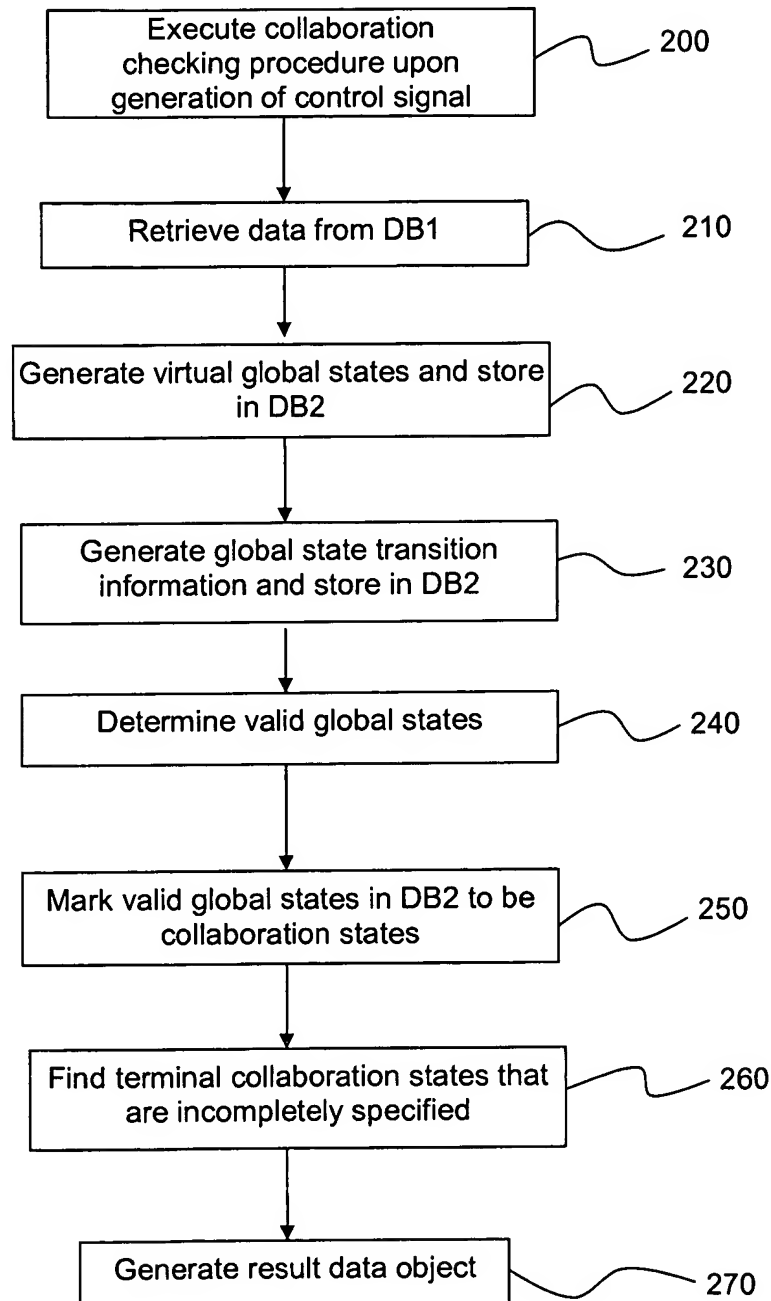 Execute collaboration
checking procedure upon
generation of control signal
200
Retrieve data from DB1
210
Generate virtual global states and store
in DB2
220
Generate global state transition
information and store in DB2
230
Determine valid global states
240
Mark valid global states in DB2 to be
collaboration states
250
Find terminal collaboration states that
are incompletely specified
260
Generate result data object
270